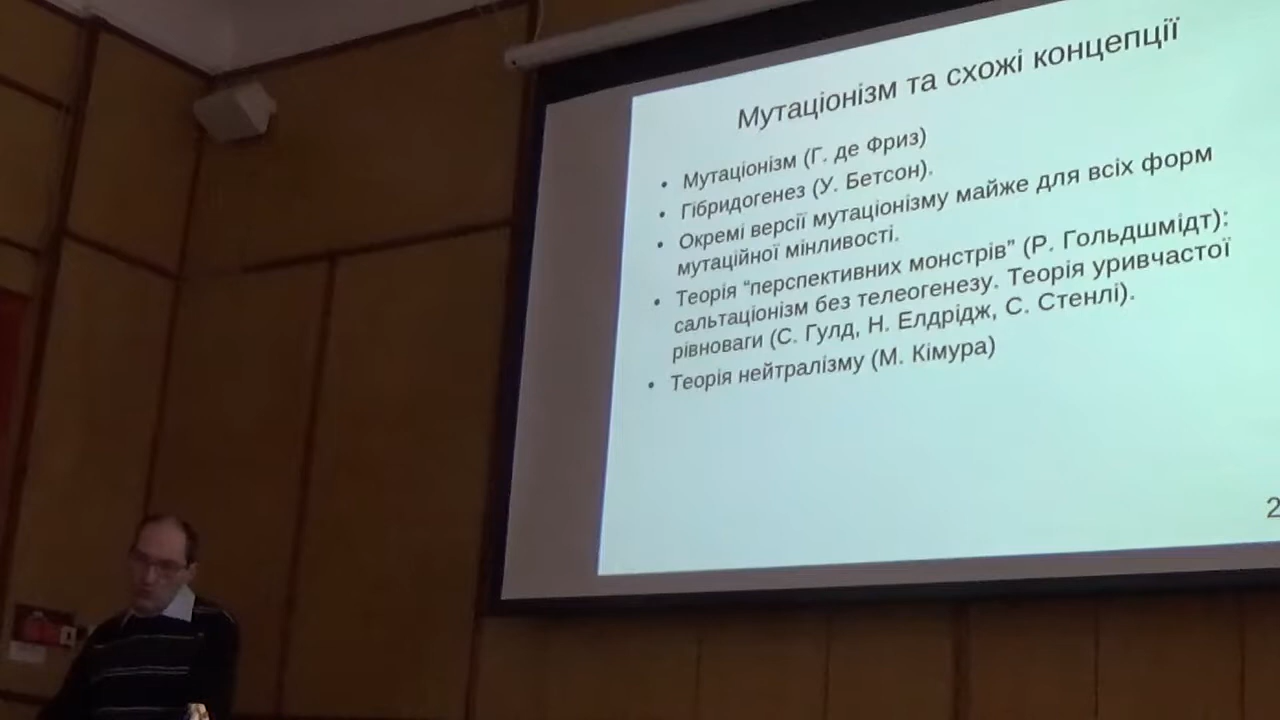 Мутаціонізм та схожі концепції
• Мутаціонізм (Г. де Фриз)
• Гібридогенез (У. Бетсон).
• Окремі версії мутаціонізму майже для всіх форм
мутаційної мінливості.
• Теорія “перспективних монстрів” (Р. Гольдшмідт):
сальтаціонізм без телеогенезу. Теорія уривчастої
рівноваги (С. Гулд, Н. Елдрідж, С. Стенлі).
• Теорія нейтралізму (М. Кімура)
2